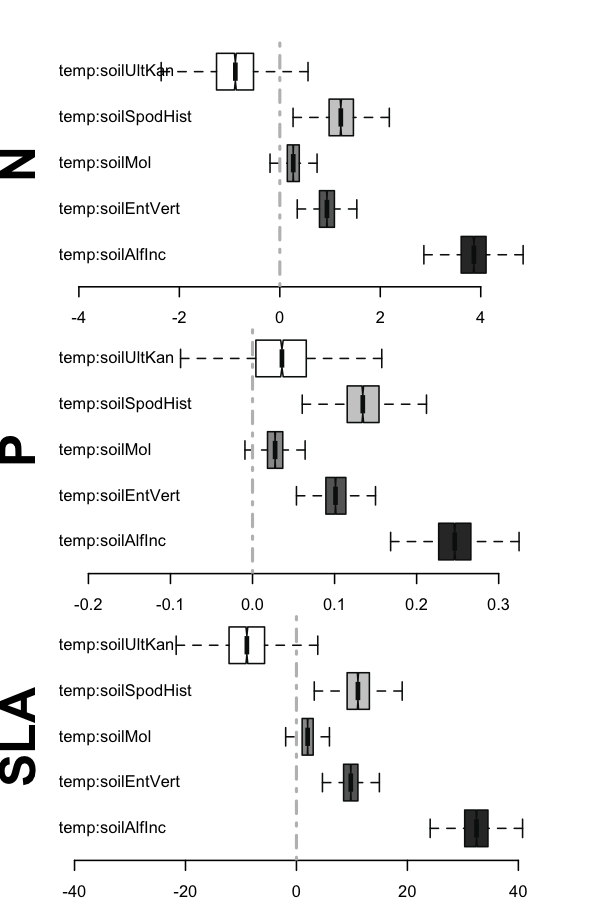 N
temp:soilUltKan
temp:soilSpodHist
temp:soilMol
temp:soilEntVert
temp:soilAlfInc
-4 -2 0 2 4
P
temp:soilUltKan
temp:soilSpodHist
temp:soilMol
temp:soilEntVert
temp:soilAlfInc
-0.2 -0.1 0.0 0.1 0.2 0.3
SLA
temp:soilUltKan
temp:soilSpodHist
temp:soilMol
temp:soilEntVert
temp:soilAlfInc
-40 -20 0 20 40